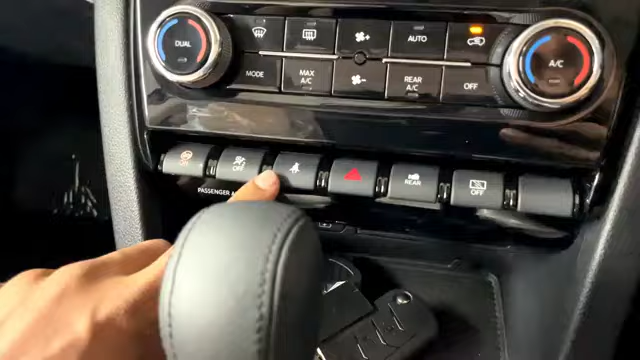 DUAL
AUTO
A/C
MODE
MAX
A/C
REAR
A/C
OFF
OFF
REAR
OFF
PASSENGER